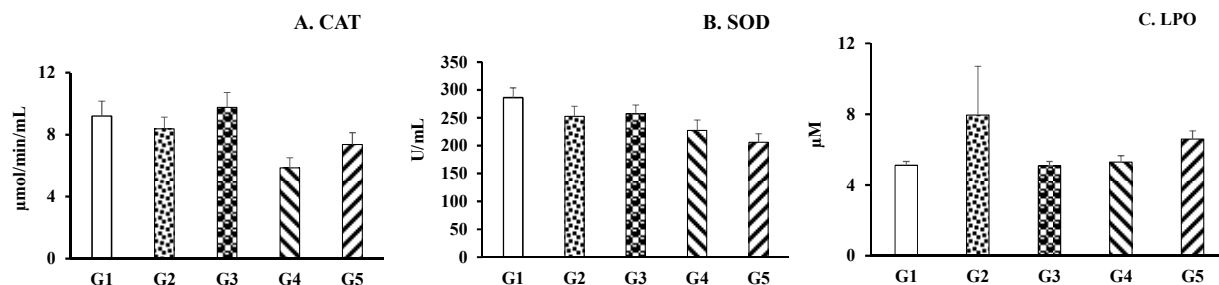 A. CAT
12
8
4
0
μmol/min/mL
G1 G2 G3 G4 G5
B. SOD
350
300
250
200
150
100
50
0
U/mL
G1 G2 G3 G4 G5
C. LPO
12
8
4
0
μM
G1 G2 G3 G4 G5